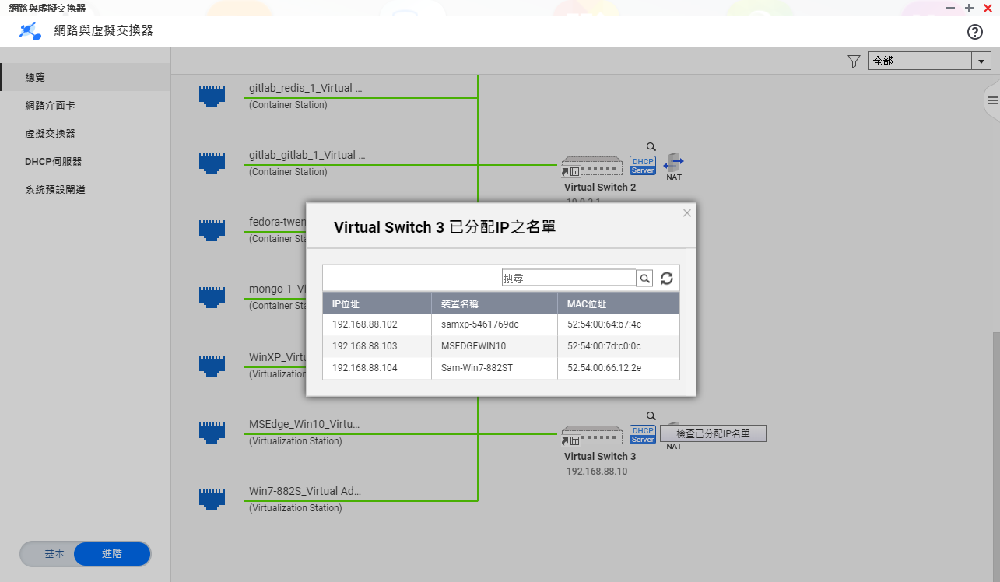 網路與虛擬交換器
網路與虛擬交換器
全部
總覽
網路介面卡
虛擬交換器
DHCP伺服器
系統預設閘道
基本
進階
gitlab_redis_1_Virtual ...
(Container Station)
gitlab_gitlab_1_Virtual ...
(Container Station)
DHCP
Server
NAT
Virtual Switch 2
10.0.3.1
fedora-twen
(Container Sta
mongo-1_Vi
(Container Sta
WinXP_Virtu
(Virtualization
Virtual Switch 3 已分配IP之名單
搜尋
IP位址 裝置名稱 MAC位址
192.168.88.102 samxp-5461769dc 52:54:00:64:b7:4c
192.168.88.103 MSEDGEWIN10 52:54:00:7d:c0:0c
192.168.88.104 Sam-Win7-882ST 52:54:00:66:12:2e
MSEdge_Win10_Virtu...
(Virtualization Station)
DHCP
Server
檢查已分配IP名單
NAT
Virtual Switch 3
192.168.88.10
Win7-882S_Virtual Ad...
(Virtualization Station)